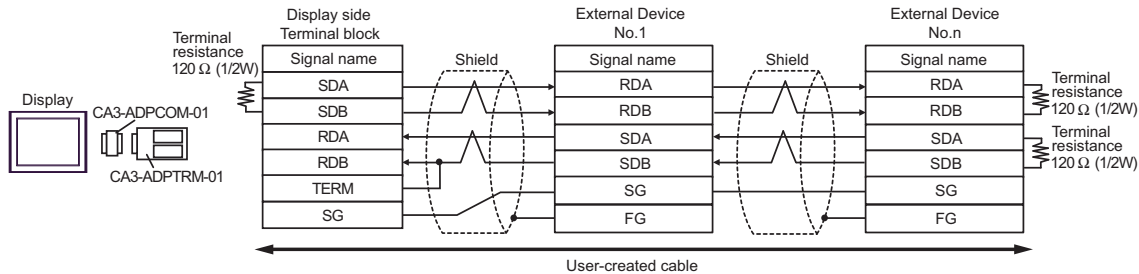 Display
CA3-ADPCOM-01
CA3-ADPTRM-01
Terminal
resistance
120 Ω (1/2W)
Display side
Terminal block
Signal name
SDA
SDB
RDA
RDB
TERM
SG
Shield
External Device
No.1
Signal name
RDA
RDB
SDA
SDB
SG
FG
Shield
External Device
No.n
Signal name
RDA
RDB
SDA
SDB
SG
FG
Terminal
resistance
120 Ω (1/2W)
Terminal
resistance
120 Ω (1/2W)
User-created cable